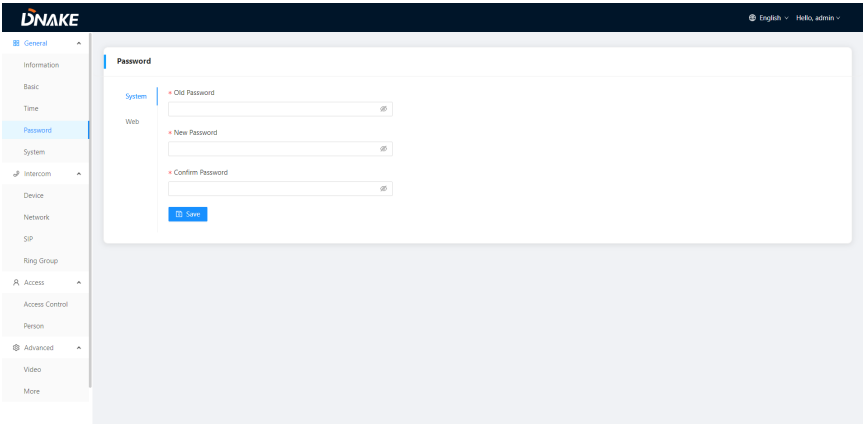 DNAKE
English
Hello, admin
General
Information
Basic
Time
Password
System
Intercom
Device
Network
SIP
Ring Group
Access
Access Control
Person
Advanced
Video
More
Password
System
Web
* Old Password
* New Password
* Confirm Password
Save